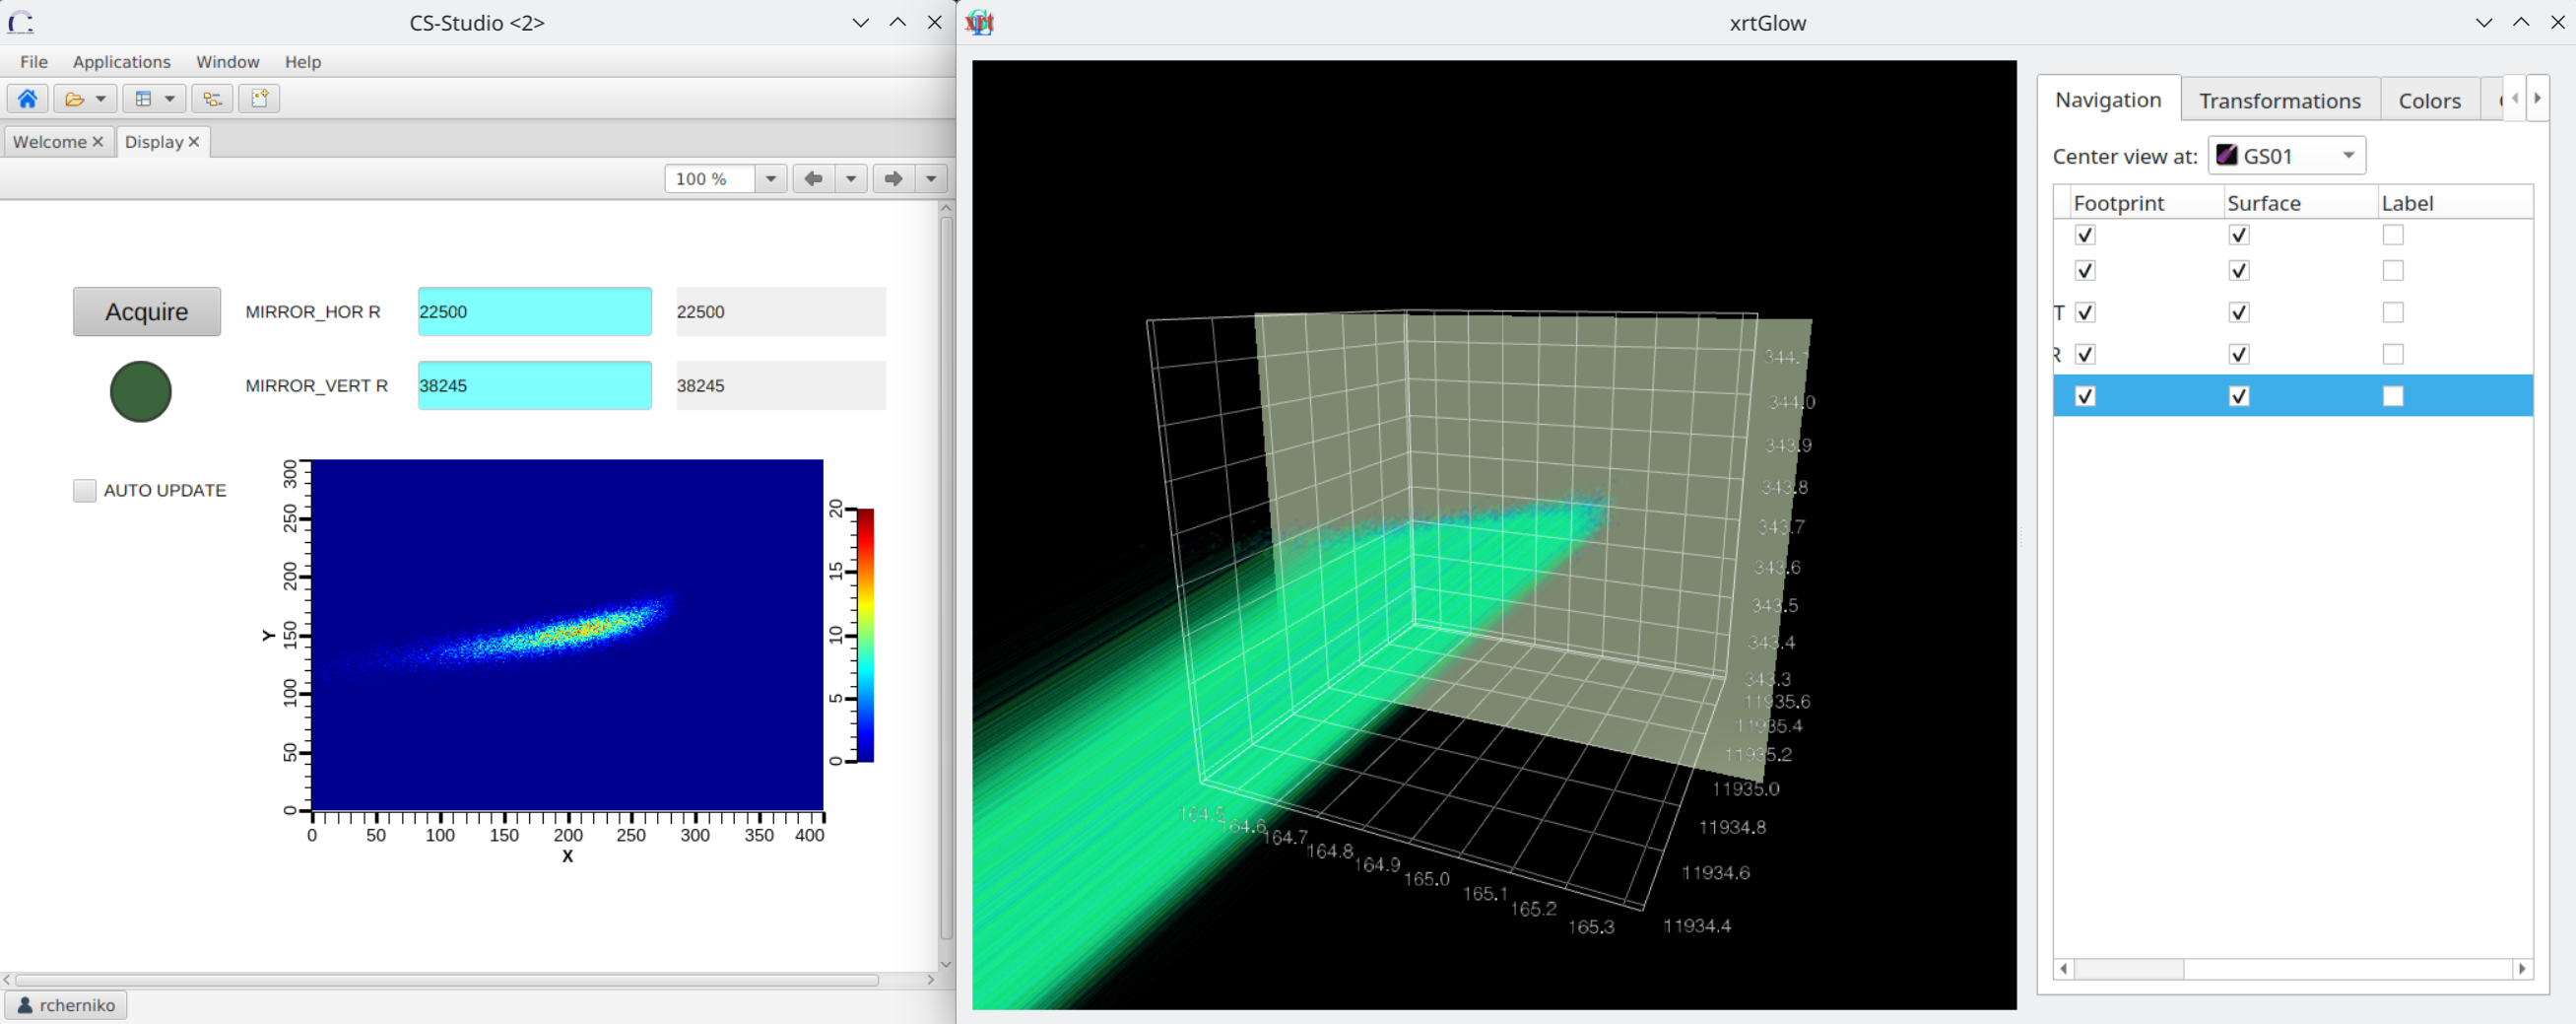 CS-Studio <2>
File Applications Window Help
Welcome Display
100 %
Acquire
MIRROR_HOR R 22500 22500
MIRROR_VERT R 38245 38245
AUTO UPDATE
300
250
200
150
100
50
0
Y
0 50 100 150 200 250 300 350 400
X
20
15
10
5
0
rcherniko
xrt
xrtGlow
344.1
344.0
343.9
343.8
343.7
343.6
343.5
343.4
343.3
11935.6
11935.4
11935.2
11935.0
11934.8
11934.6
11934.4
164.5 164.6 164.7 164.8 164.9 165.0 165.1 165.2 165.3
Navigation Transformations Colors
Center view at: GS01
Footprint Surface Label
T
R